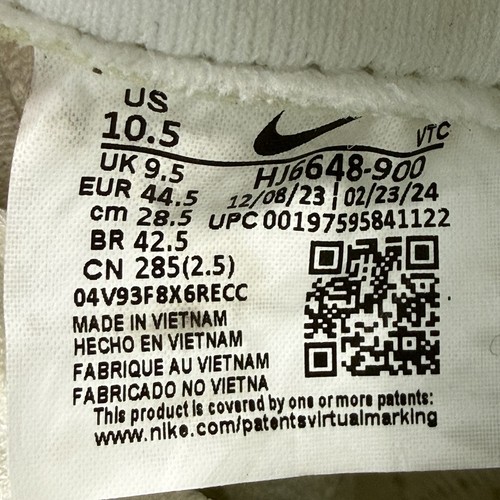 US
10.5
VTC
UK 9.5
HJ6648-900
EUR 44.5
12/08/23 | 02/23/24
cm 28.5
UPC 00197595841122
BR 42.5
CN 285(2.5)
04V93F8X6RECC
MADE IN VIETNAM
HECHO EN VIETNAM
FABRIQUE AU VIETNAM
FABRICADO NO VIETNA
This product is covered by one or more patents:
www.nike.com/patentsvirtualmarking